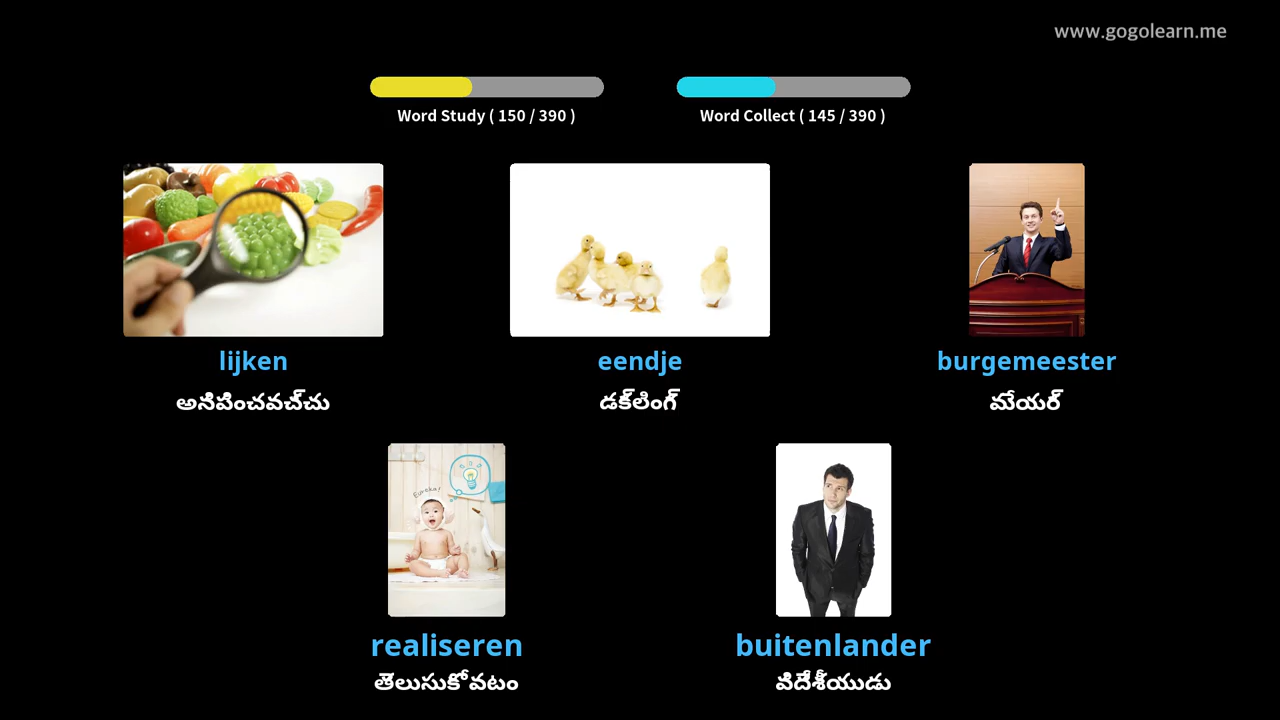 www.gogolearn.me
Word Study ( 150 / 390 )
Word Collect ( 145 / 390 )
lijken
eendje
burgemeester
అనిపించవచ్చు
డక్‌లింగ్
మేయర్
Eureka!
realiseren
buitenlander
తెలుసుకోవటం
విదేశీయుడు